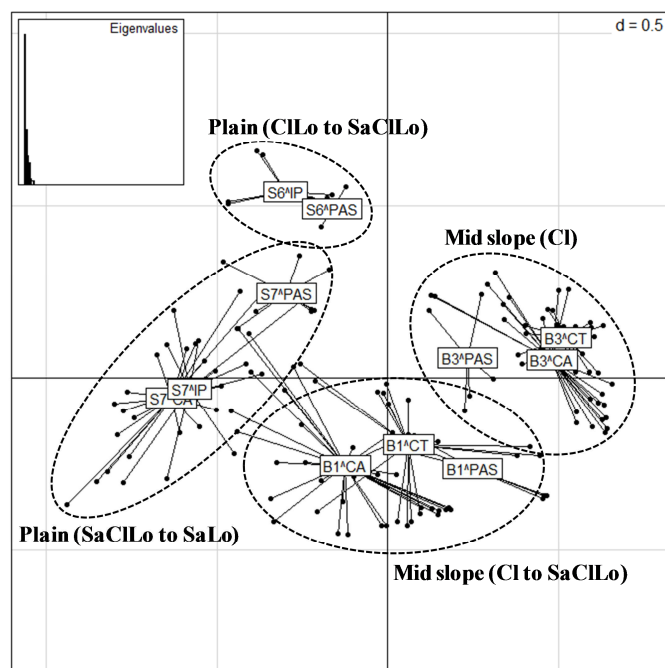 Eigenvalues
d = 0.5
Plain (ClLo to SaClLo)
S6^IP
S6^PAS
Mid slope (Cl)
S7^PAS
B3^CT
B3^CA
B3^PAS
S7^IP
S7^CA
B1^CT
B1^CA
B1^PAS
Plain (SaClLo to SaLo)
Mid slope (Cl to SaClLo)